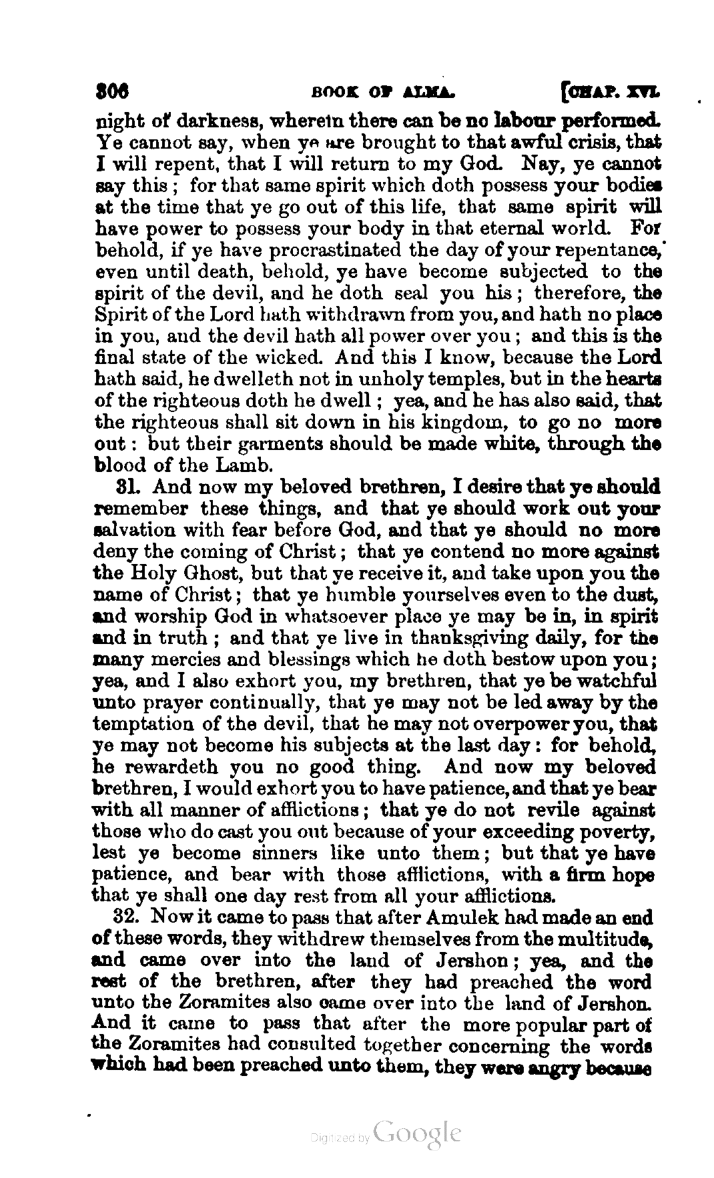 306 BOOK OF ALMA. [CHAP. XVI.
night of darkness, wherein there can be no labour performed.
Ye cannot say, when ye are brought to that awful crisis, that
I will repent, that I will return to my God. Nay, ye cannot
say this; for that same spirit which doth possess your bodies
at the time that ye go out of this life, that same spirit will
have power to possess your body in that eternal world. For
behold, if ye have procrastinated the day of your repentance,
even until death, behold, ye have become subjected to the
spirit of the devil, and he doth seal you his; therefore, the
Spirit of the Lord hath withdrawn from you, and hath no place
in you, and the devil hath all power over you; and this is the
final state of the wicked. And this I know, because the Lord
hath said, he dwelleth not in unholy temples, but in the hearts
of the righteous doth he dwell; yea, and he has also said, that
the righteous shall sit down in his kingdom, to go no more
out: but their garments should be made white, through the
blood of the Lamb.
31. And now my beloved brethren, I desire that ye should
remember these things, and that ye should work out your
salvation with fear before God, and that ye should no more
deny the coming of Christ; that ye contend no more against
the Holy Ghost, but that ye receive it, and take upon you the
name of Christ; that ye humble yourselves even to the dust,
and worship God in whatsoever place ye may be in, in spirit
and in truth; and that ye live in thanksgiving daily, for the
many mercies and blessings which he doth bestow upon you;
yea, and I also exhort you, my brethren, that ye be watchful
unto prayer continually, that ye may not be led away by the
temptation of the devil, that he may not overpower you, that
ye may not become his subjects at the last day: for behold,
he rewardeth you no good thing. And now my beloved
brethren, I would exhort you to have patience, and that ye bear
with all manner of afflictions; that ye do not revile against
those who do cast you out because of your exceeding poverty,
lest ye become sinners like unto them; but that ye have
patience, and bear with those afflictions, with a firm hope
that ye shall one day rest from all your afflictions.
32. Now it came to pass that after Amulek had made an end
of these words, they withdrew themselves from the multitude,
and came over into the land of Jershon; yea, and the
rest of the brethren, after they had preached the word
unto the Zoramites also came over into the land of Jershon.
And it came to pass that after the more popular part of
the Zoramites had consulted together concerning the words
which had been preached unto them, they were angry because
Digitized by Google